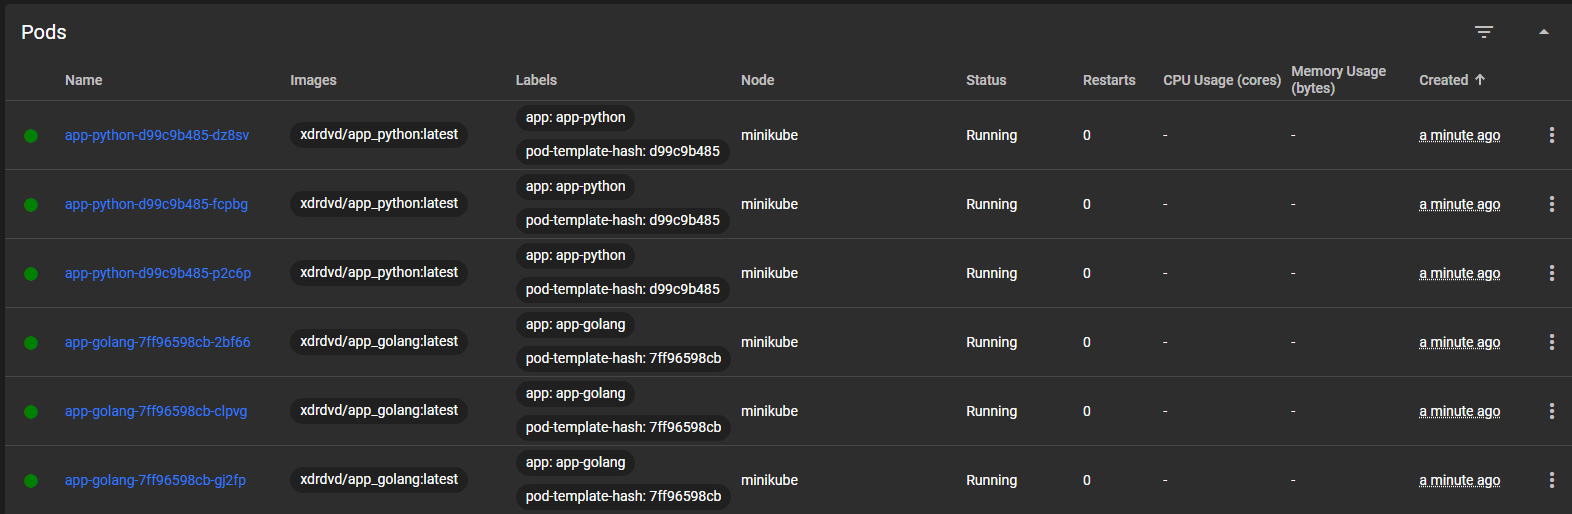 Pods
Name Images Labels Node Status Restarts CPU Usage (cores) Memory Usage (bytes) Created
app-python-d99c9b485-dz8sv xdrdvd/app_python:latest app: app-python pod-template-hash: d99c9b485 minikube Running 0 - - a minute ago
app-python-d99c9b485-fcpbg xdrdvd/app_python:latest app: app-python pod-template-hash: d99c9b485 minikube Running 0 - - a minute ago
app-python-d99c9b485-p2c6p xdrdvd/app_python:latest app: app-python pod-template-hash: d99c9b485 minikube Running 0 - - a minute ago
app-golang-7ff96598cb-2bf66 xdrdvd/app_golang:latest app: app-golang pod-template-hash: 7ff96598cb minikube Running 0 - - a minute ago
app-golang-7ff96598cb-clpvg xdrdvd/app_golang:latest app: app-golang pod-template-hash: 7ff96598cb minikube Running 0 - - a minute ago
app-golang-7ff96598cb-gj2fp xdrdvd/app_golang:latest app: app-golang pod-template-hash: 7ff96598cb minikube Running 0 - - a minute ago